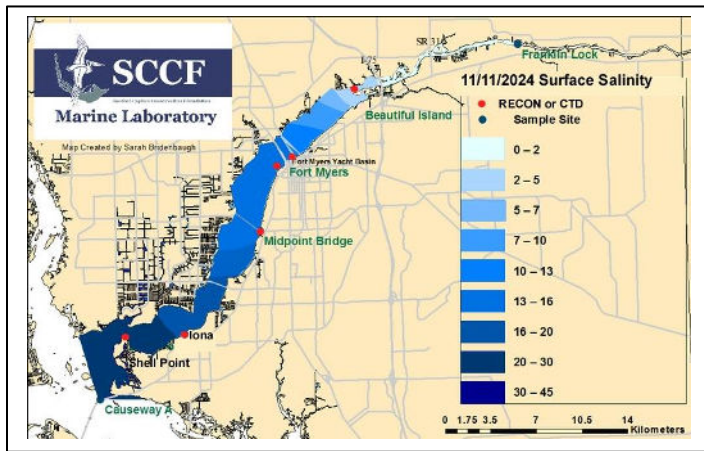 SCCF
Marine Laboratory
Map Created by Sarah Bridenbaugh
SR 31
Franklin Lock
11/11/2024 Surface Salinity
RECON or CTD
Sample Site
Beautiful Island
Fort Myers Yacht Basin
Fort Myers
Midpoint Bridge
Iona
Shell Point
Causeway A
0 – 2
2 – 5
5 – 7
7 – 10
10 – 13
13 – 16
16 – 20
20 – 30
30 – 45
0 1.75 3.5 7 10.5 14
Kilometers